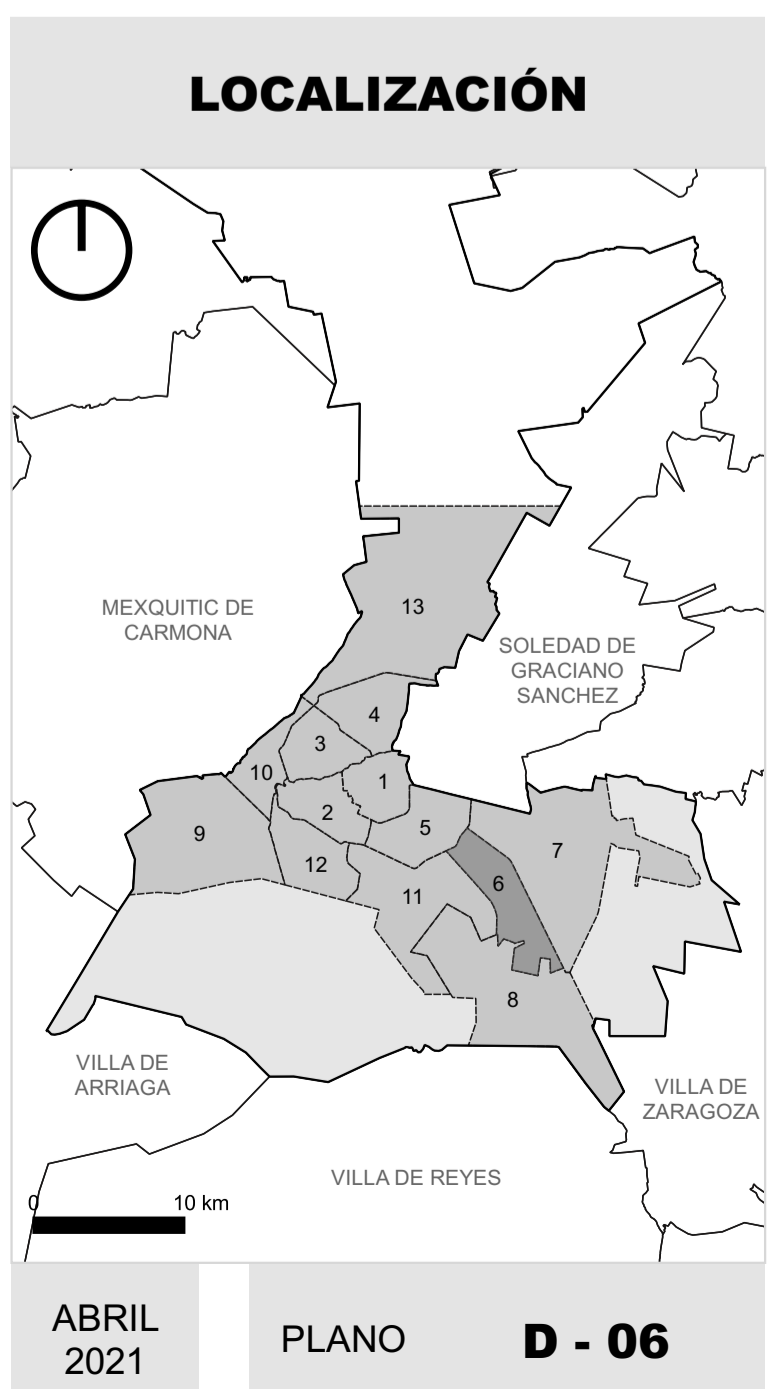 LOCALIZACIÓN
MEXQUITIC DE
CARMONA
13
SOLEDAD DE
GRACIANO
SANCHEZ
4
3
10
1
2
5
9
7
12
6
11
8
VILLA DE
ARRIAGA
VILLA DE
ZARAGOZA
VILLA DE REYES
0
10 km
ABRIL
2021
PLANO
D - 06